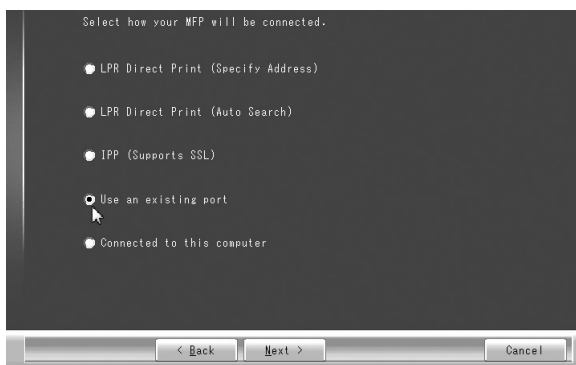 Select how your MFP will be connected.
LPR Direct Print (Specify Address)
LPR Direct Print (Auto Search)
IPP (Supports SSL)
Use an existing port
Connected to this computer
< Back Next > Cancel